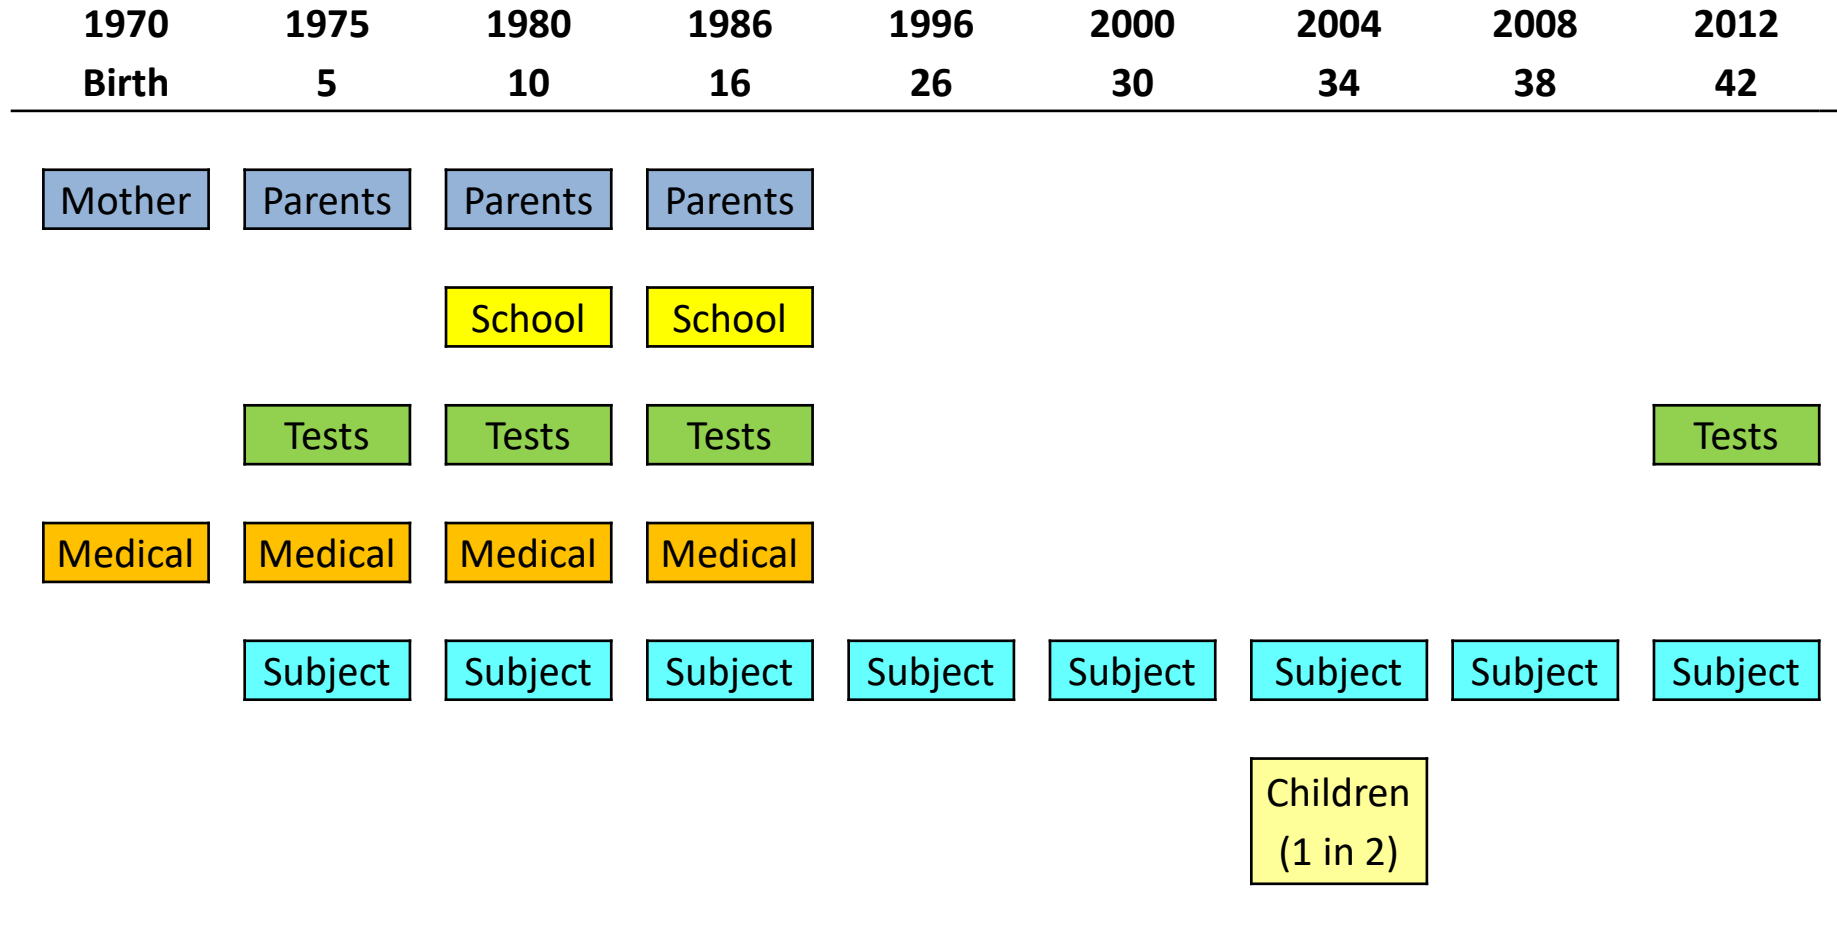 1970 1975 1980 1986 1996 2000 2004 2008 2012
Birth 5 10 16 26 30 34 38 42
Mother Parents Parents Parents
School School
Tests Tests Tests Tests
Medical Medical Medical Medical
Subject Subject Subject Subject Subject Subject Subject Subject
Children
(1 in 2)